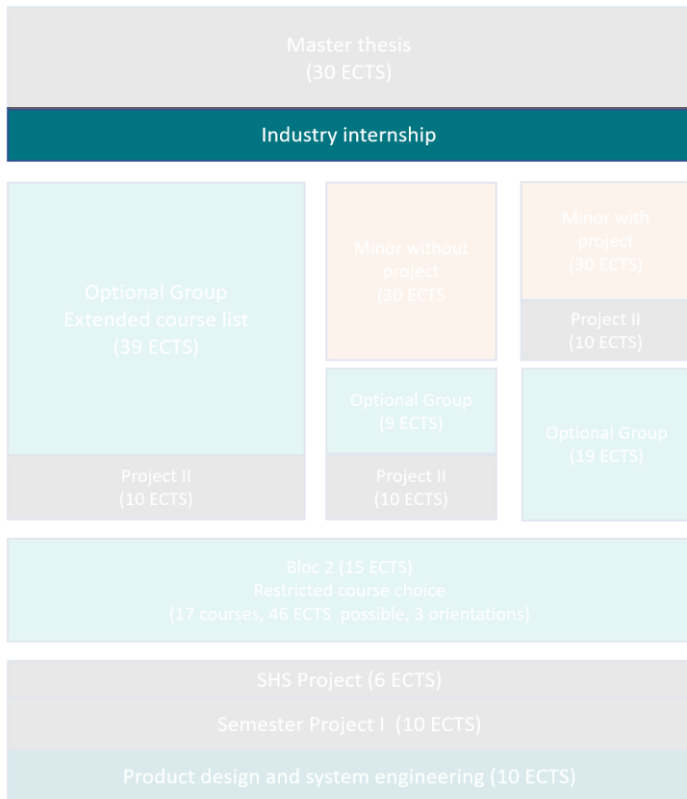 Master thesis
(30 ECTS)
Industry internship
Optional Group
Extended course list
(39 ECTS)
Project II
(10 ECTS)
Minor without
project
(30 ECTS
Optional Group
(9 ECTS)
Project II
(10 ECTS)
Minor with
project
(30 ECTS)
Project II
(10 ECTS)
Optional Group
(19 ECTS)
Bloc 2 (15 ECTS)
Restricted course choice
(17 courses, 46 ECTS possible, 3 orientations)
SHS Project (6 ECTS)
Semester Project I (10 ECTS)
Product design and system engineering (10 ECTS)